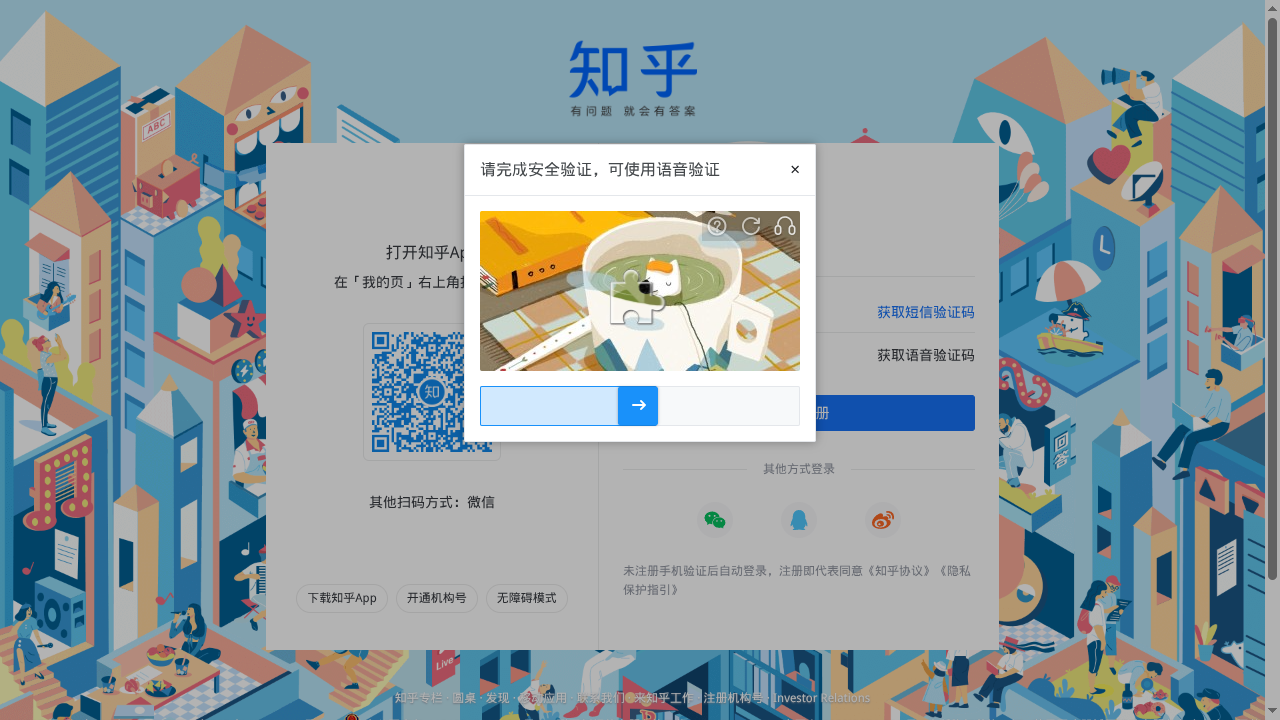 知乎
有问题 就会有答案
ABC
请完成安全验证，可使用语音验证
×
打开知乎Ap
在「我的页」右上角打
获取短信验证码
获取语音验证码
知
册
回答
其他方式登录
其他扫码方式：微信
未注册手机验证后自动登录，注册即代表同意《知乎协议》《隐私
保护指引》
下载知乎App
开通机构号
无障碍模式
Live
知乎专栏 · 圆桌 · 发现 · 移动应用 · 联系我们 · 来知乎工作 · 注册机构号 · Investor Relations